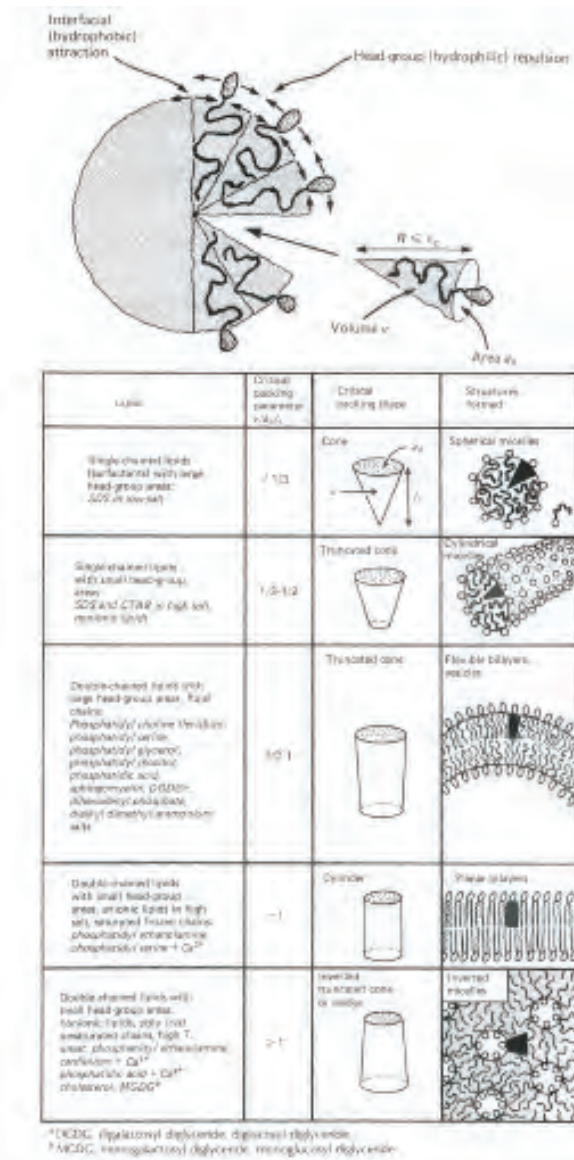 Interfacial
(hydrophobic)
attraction
Head-group (hydrophilic) repulsion
Volume v
Area a₀
Lipid
Critical
packing
parameter
Critical
packing shape
Structures
formed
Single-chained lipids
(surfactants) with large
head-group areas:
SDS in low salt
1/3
Cone
Spherical micelles
Single-chained lipids
with small head-group
areas:
SDS and CTAB in high salt,
nonionic lipids
1/3-1/2
Truncated cone
Cylindrical
micelles
Double-chained lipids with
large head-group areas, fluid
chains:
Phosphatidyl choline (lecithin),
phosphatidyl serine,
phosphatidyl glycerol,
phosphatidyl inositol,
phosphatidic acid,
sphingomyelin, DGDG
dihexadecyl phosphate,
dialkyl dimethyl ammonium
salts
Truncated cone
Flexible bilayers,
vesicles
Double-chained lipids
with small head-group
areas, anionic lipids in high
salt, saturated frozen chains:
phosphatidyl ethanolamine,
phosphatidyl serine + Ca²⁺
~1
Cylinder
Planar bilayers
Double-chained lipids with
small head-group areas,
nonionic lipids, poly (cis)
unsaturated chains, high T:
unsat. phosphatidyl ethanolamine,
cardiolipin + Ca²⁺
phosphatidic acid + Ca²⁺
cholesterol, MGDG
>1
Inverted
truncated cone
or wedge
Inverted
micelles
DGDG, digalactosyl diglyceride, diglucosyl diglyceride
MGDG, monogalactosyl diglyceride, monoglucosyl diglyceride